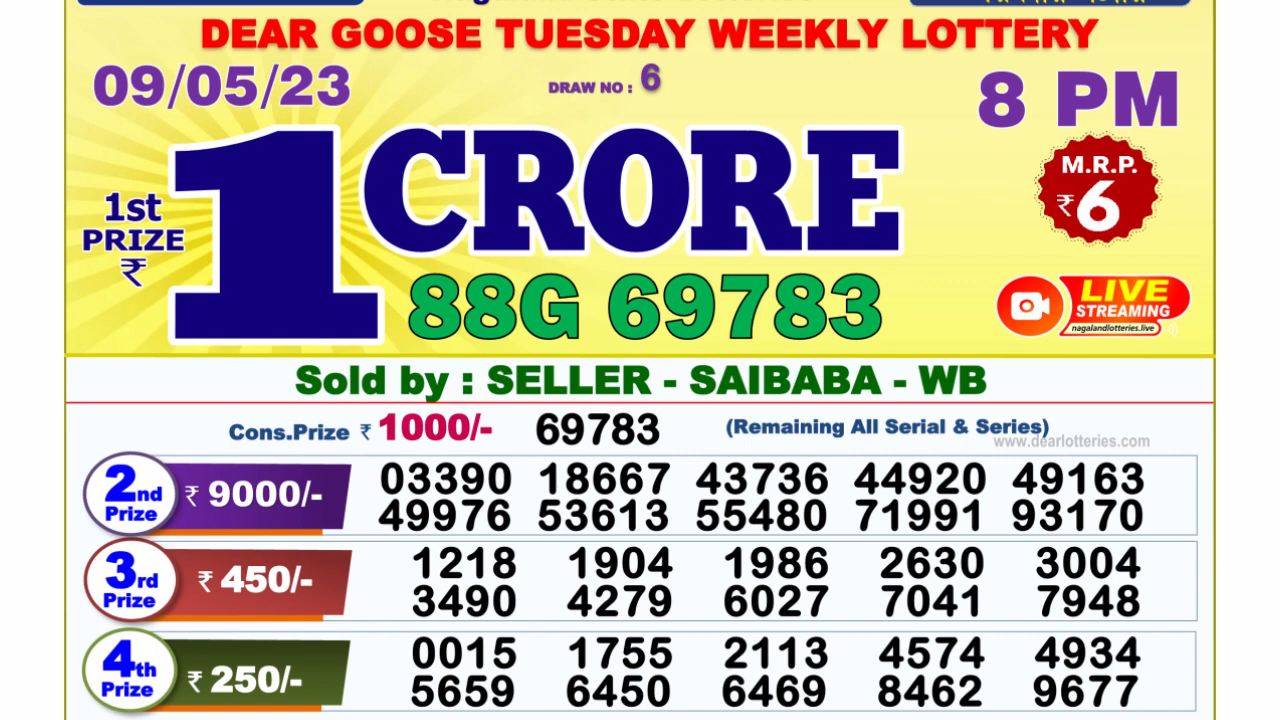 DEAR GOOSE TUESDAY WEEKLY LOTTERY
09/05/23
DRAW NO : 6
8 PM
1st
PRIZE
₹
1 CRORE
M.R.P.
₹6
88G 69783
LIVE
STREAMING
nagalandlotteries.live
Sold by : SELLER - SAIBABA - WB
Cons.Prize ₹ 1000/- 69783 (Remaining All Serial & Series)
www.dearlotteries.com
2nd Prize ₹ 9000/-
03390 18667 43736 44920 49163
49976 53613 55480 71991 93170
3rd Prize ₹ 450/-
1218 1904 1986 2630 3004
3490 4279 6027 7041 7948
4th Prize ₹ 250/-
0015 1755 2113 4574 4934
5659 6450 6469 8462 9677